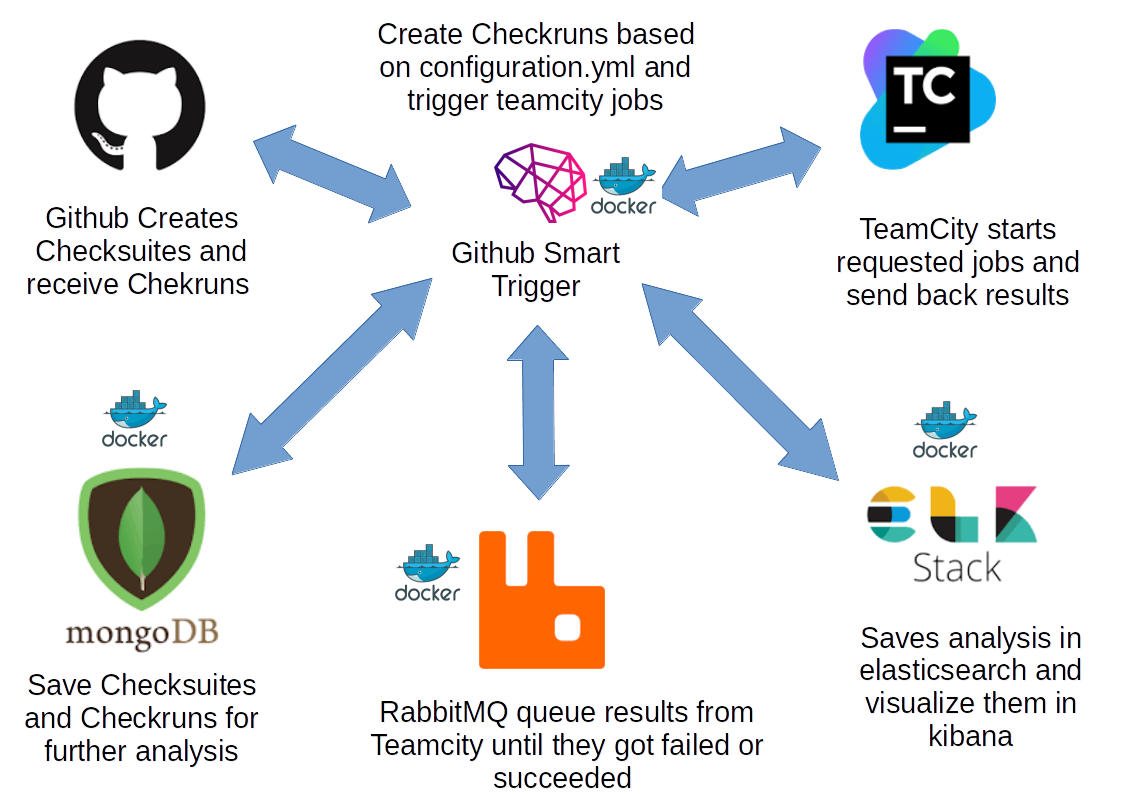 Create Checkruns based
on configuration.yml and
trigger teamcity jobs
TC
docker
Github Smart
Trigger
Github Creates
Checksuites and
receive Chekruns
TeamCity starts
requested jobs and
send back results
docker
mongoDB
Save Checksuites
and Checkruns for
further analysis
docker
RabbitMQ queue results from
Teamcity until they got failed or
succeeded
docker
ELK
Stack
Saves analysis in
elasticsearch and
visualize them in
kibana